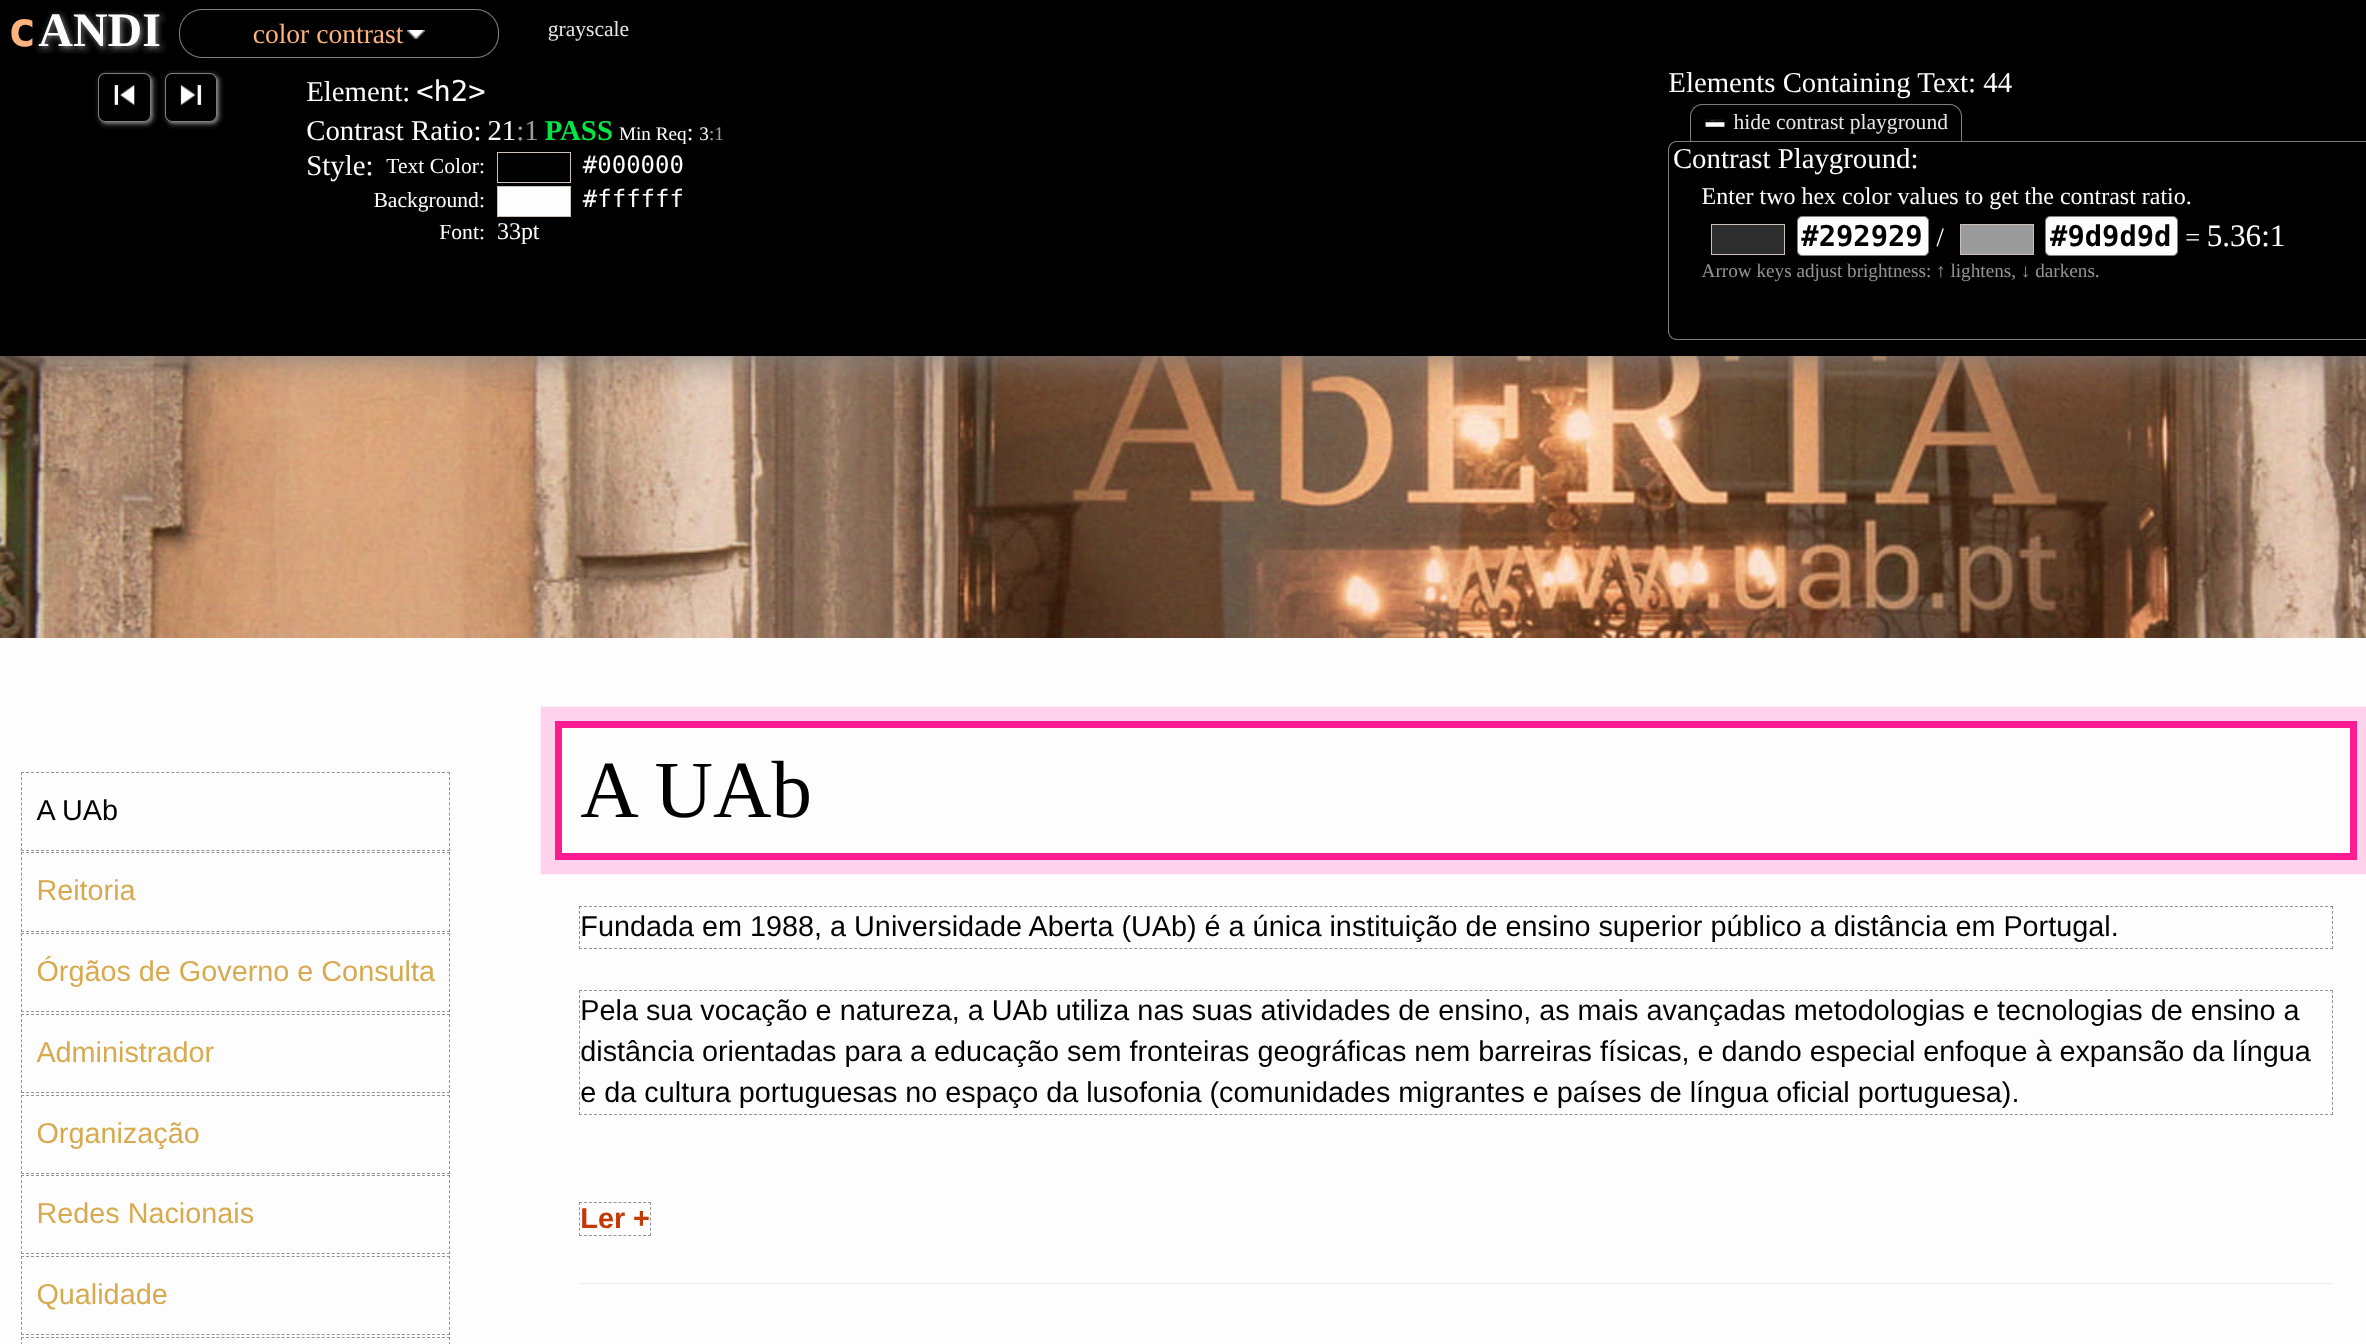 cANDI
color contrast
grayscale
Element: <h2>
Contrast Ratio: 21:1 PASS Min Req: 3:1
Style: Text Color: #000000
Background: #ffffff
Font: 33pt
Elements Containing Text: 44
hide contrast playground
Contrast Playground:
Enter two hex color values to get the contrast ratio.
#292929 / #9d9d9d = 5.36:1
Arrow keys adjust brightness: ↑ lightens, ↓ darkens.
AbERTA
www.uab.pt
A UAb
Reitoria
Órgãos de Governo e Consulta
Administrador
Organização
Redes Nacionais
Qualidade
A UAb
Fundada em 1988, a Universidade Aberta (UAb) é a única instituição de ensino superior público a distância em Portugal.
Pela sua vocação e natureza, a UAb utiliza nas suas atividades de ensino, as mais avançadas metodologias e tecnologias de ensino a
distância orientadas para a educação sem fronteiras geográficas nem barreiras físicas, e dando especial enfoque à expansão da língua
e da cultura portuguesas no espaço da lusofonia (comunidades migrantes e países de língua oficial portuguesa).
Ler +